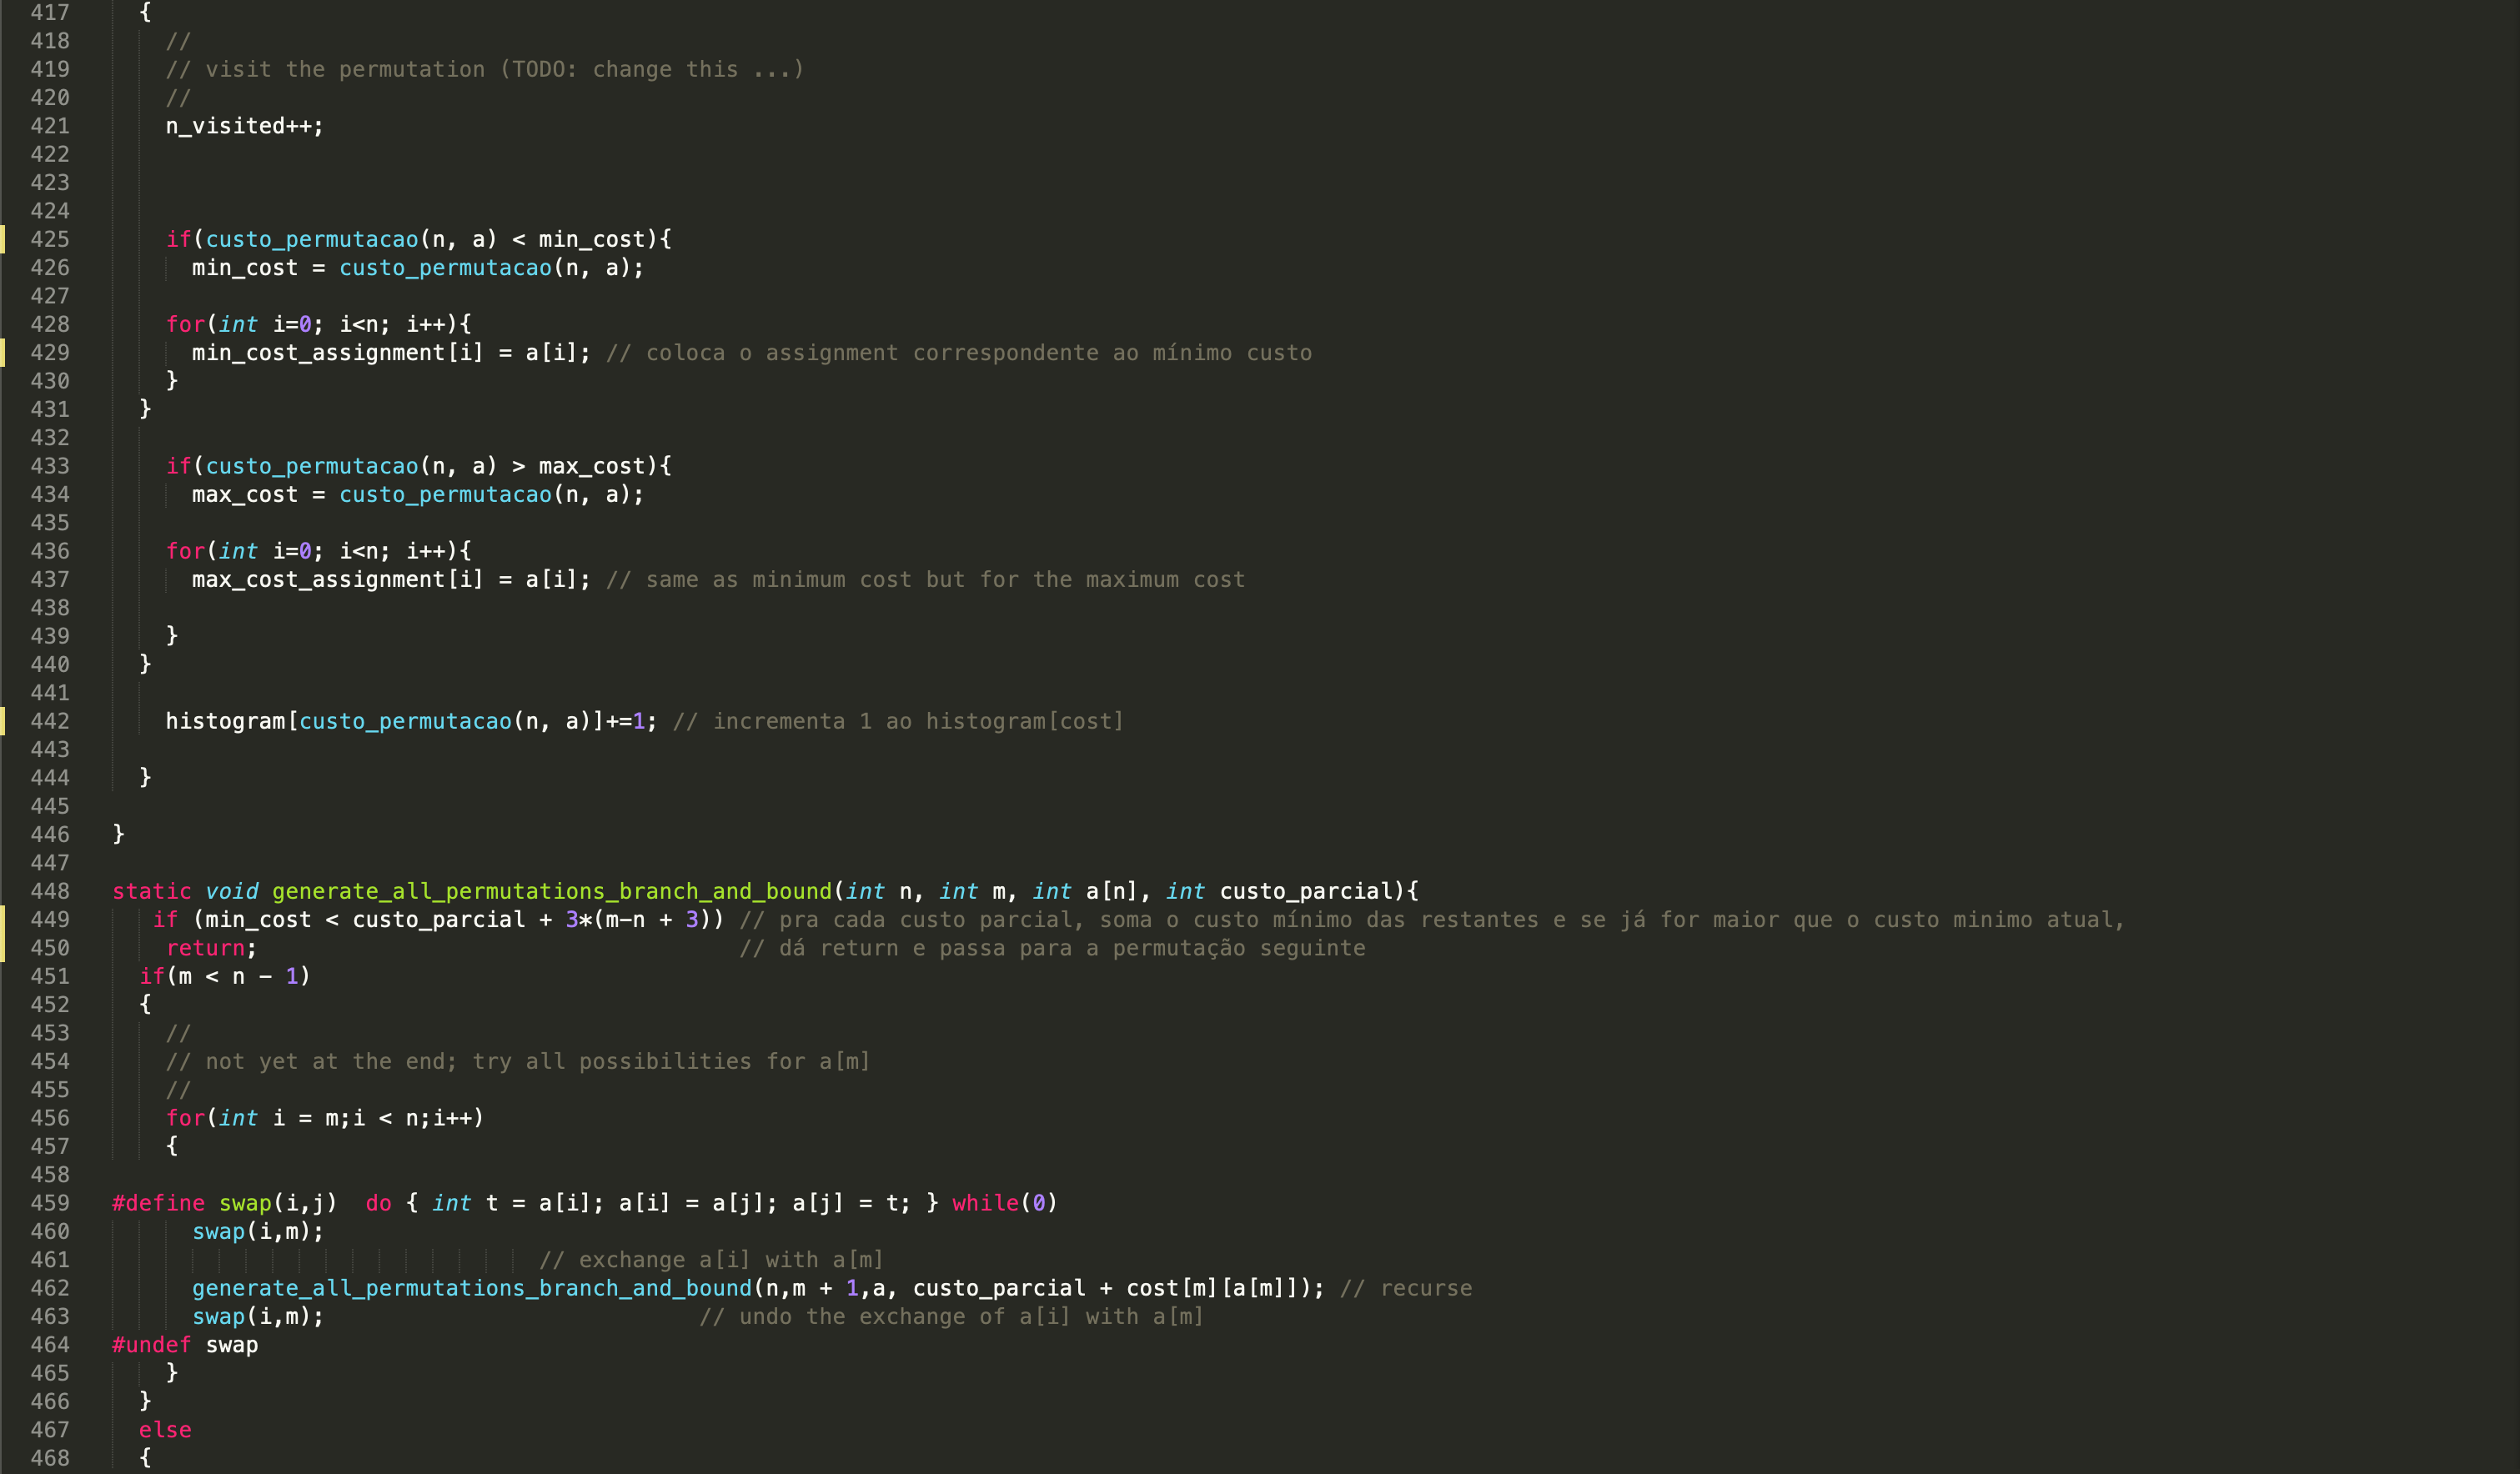 417 {
418 //
419 // visit the permutation (TODO: change this ...)
420 //
421 n_visited++;
422
423
424
425 if(custo_permutacao(n, a) < min_cost){
426 min_cost = custo_permutacao(n, a);
427
428 for(int i=0; i<n; i++){
429 min_cost_assignment[i] = a[i]; // coloca o assignment correspondente ao mínimo custo
430 }
431 }
432
433 if(custo_permutacao(n, a) > max_cost){
434 max_cost = custo_permutacao(n, a);
435
436 for(int i=0; i<n; i++){
437 max_cost_assignment[i] = a[i]; // same as minimum cost but for the maximum cost
438
439 }
440 }
441
442 histogram[custo_permutacao(n, a)]+=1; // incrementa 1 ao histogram[cost]
443
444 }
445
446 }
447
448 static void generate_all_permutations_branch_and_bound(int n, int m, int a[n], int custo_parcial){
449 if (min_cost < custo_parcial + 3*(m-n + 3)) // pra cada custo parcial, soma o custo mínimo das restantes e se já for maior que o custo minimo atual,
450 return; // dá return e passa para a permutação seguinte
451 if(m < n - 1)
452 {
453 //
454 // not yet at the end; try all possibilities for a[m]
455 //
456 for(int i = m;i < n;i++)
457 {
458
459 #define swap(i,j) do { int t = a[i]; a[i] = a[j]; a[j] = t; } while(0)
460 swap(i,m);
461 // exchange a[i] with a[m]
462 generate_all_permutations_branch_and_bound(n,m + 1,a, custo_parcial + cost[m][a[m]]); // recurse
463 swap(i,m); // undo the exchange of a[i] with a[m]
464 #undef swap
465 }
466 }
467 else
468 {